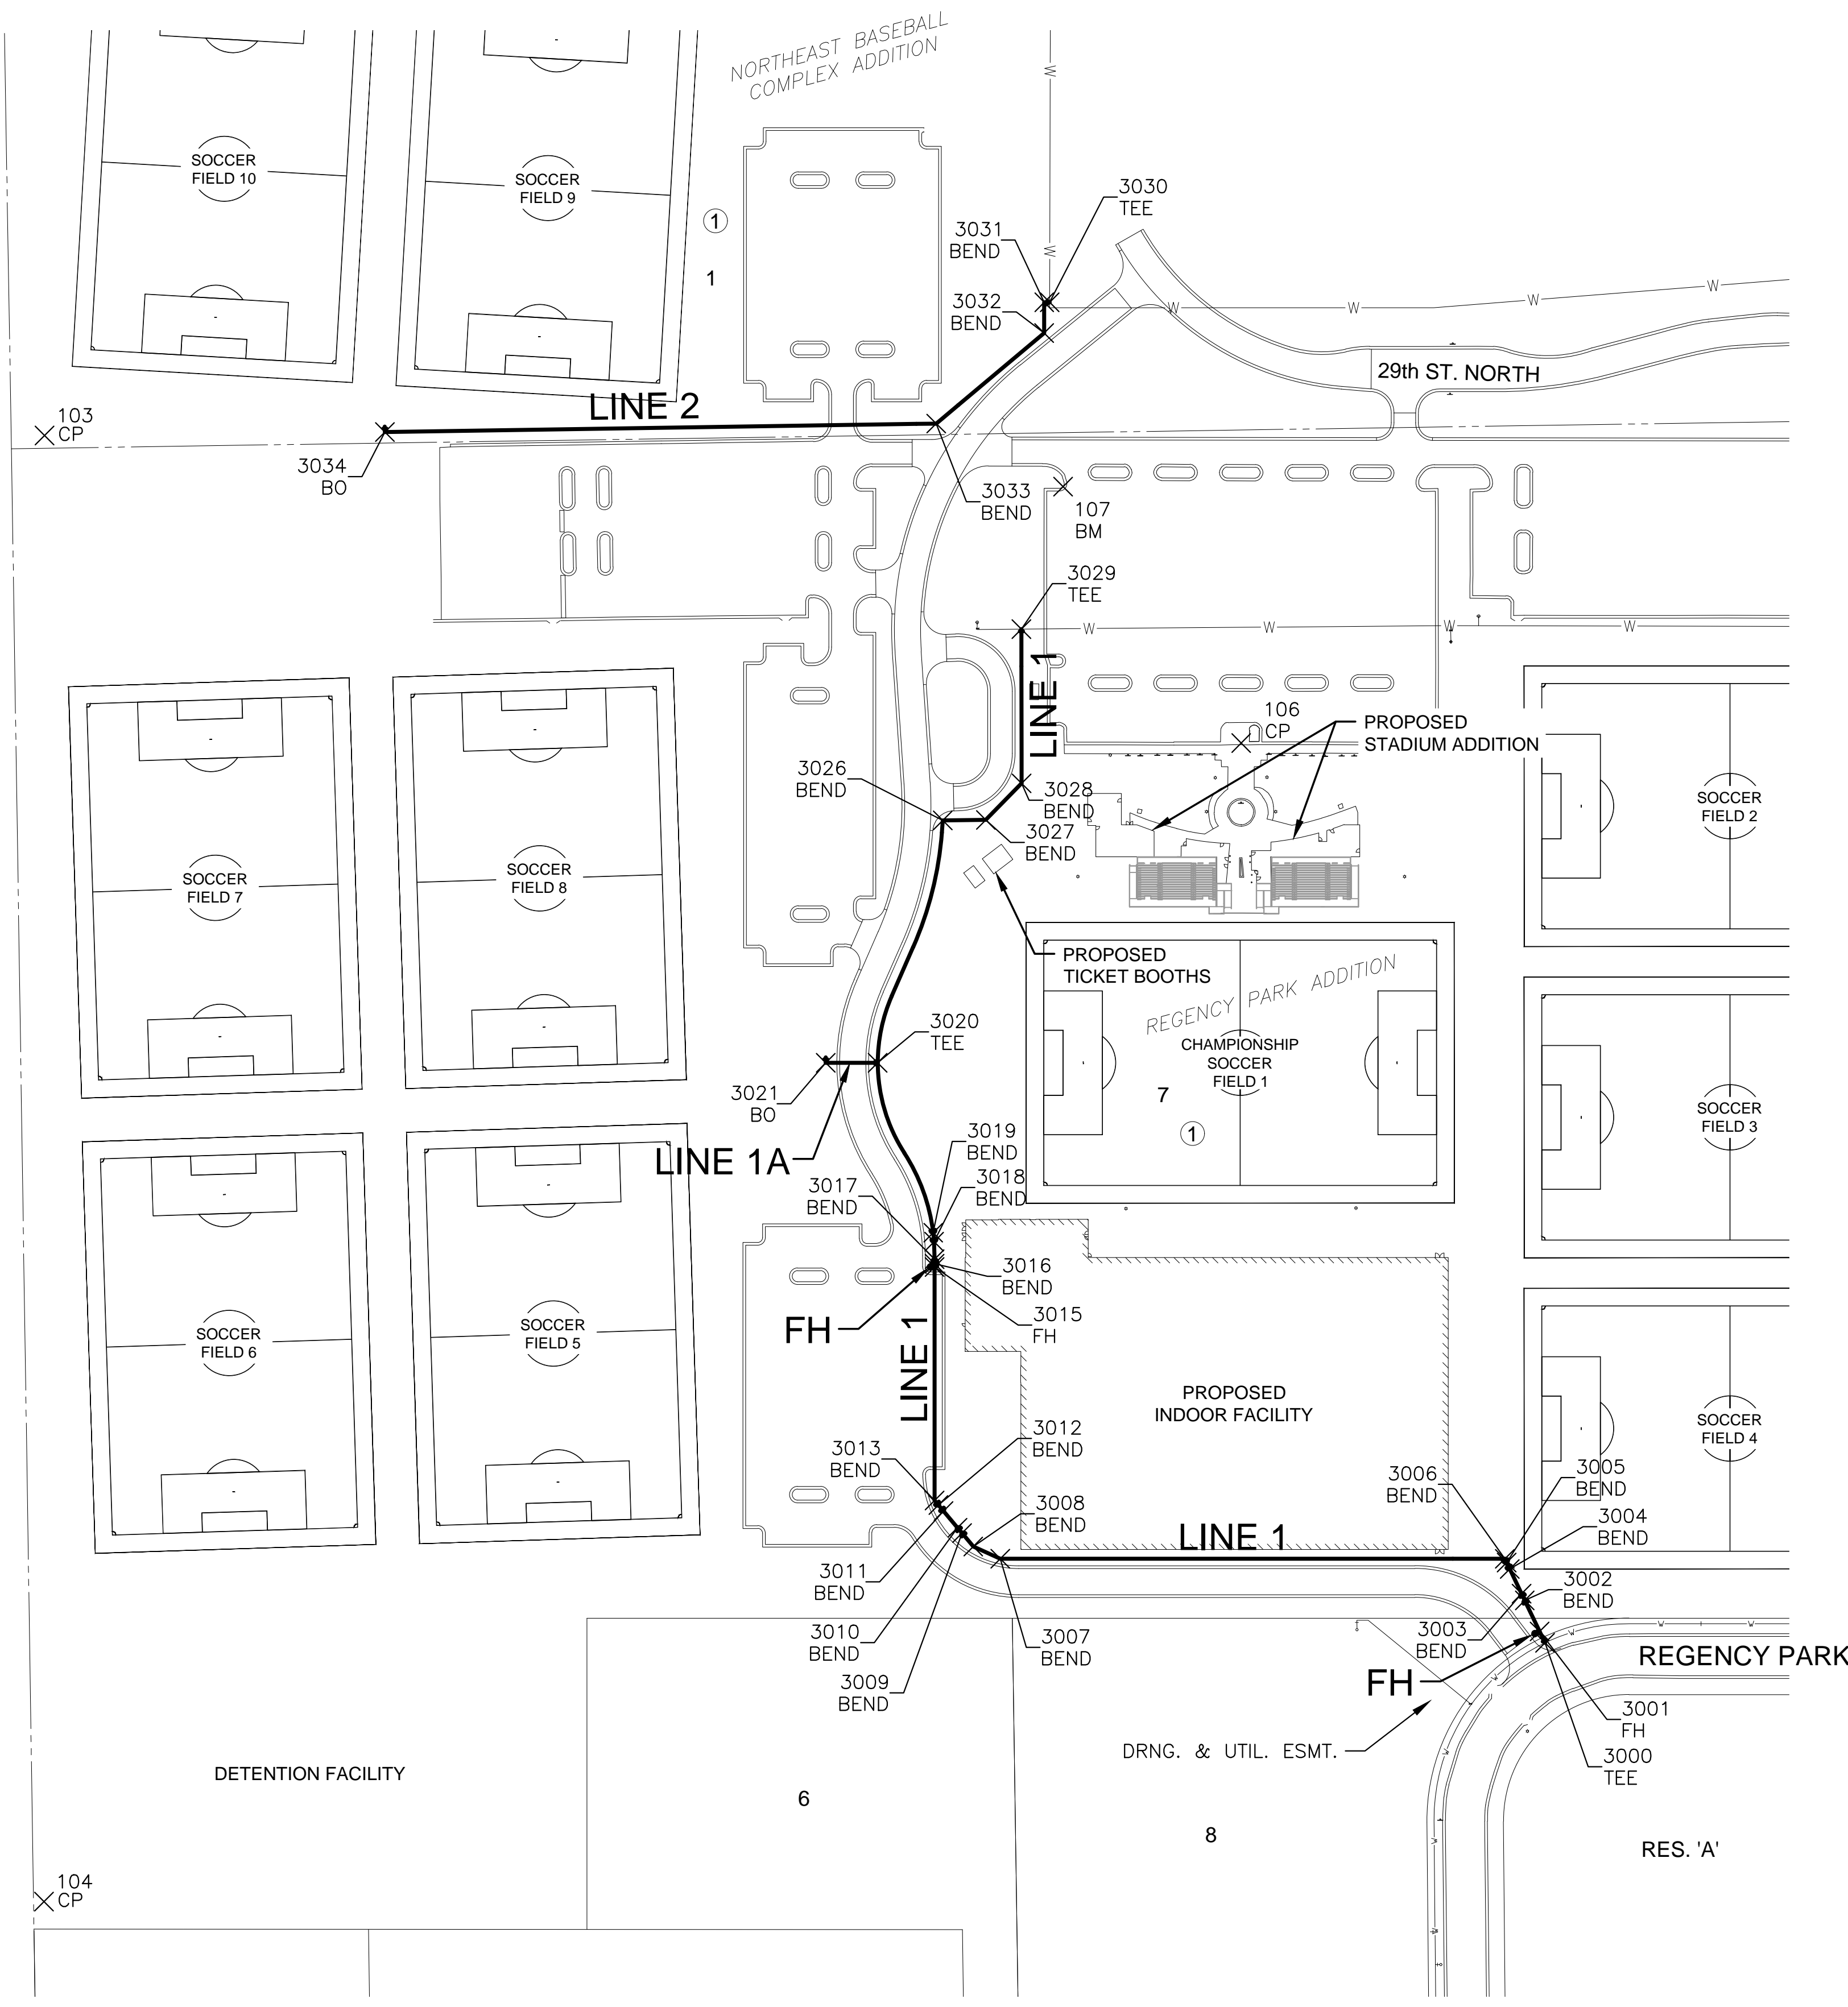 NORTHEAST BASEBALL
COMPLEX ADDITION
SOCCER
FIELD 10
SOCCER
FIELD 9
1
1
3030
TEE
3031
BEND
3032
BEND
W
W
W
W
W
W
29th ST. NORTH
LINE 2
103
CP
3034
BO
3033
BEND
107
BM
3029
TEE
W
W
W
W
LINE 1
106
CP
PROPOSED
STADIUM ADDITION
3026
BEND
3028
BEND
3027
BEND
SOCCER
FIELD 2
SOCCER
FIELD 7
SOCCER
FIELD 8
PROPOSED
TICKET BOOTHS
REGENCY PARK ADDITION
CHAMPIONSHIP
SOCCER
FIELD 1
7
1
3020
TEE
3021
BO
LINE 1A
SOCCER
FIELD 3
3019
BEND
3018
BEND
3017
BEND
3016
BEND
3015
FH
FH
LINE 1
SOCCER
FIELD 6
SOCCER
FIELD 5
PROPOSED
INDOOR FACILITY
SOCCER
FIELD 4
3012
BEND
3013
BEND
3008
BEND
3006
BEND
3005
BEND
3004
BEND
LINE 1
3011
BEND
3002
BEND
3010
BEND
3007
BEND
3003
BEND
3009
BEND
W
W
W
W
W
W
W
W
W
REGENCY PARK
FH
3001
FH
3000
TEE
DRNG. & UTIL. ESMT.
DETENTION FACILITY
6
8
RES. 'A'
104
CP